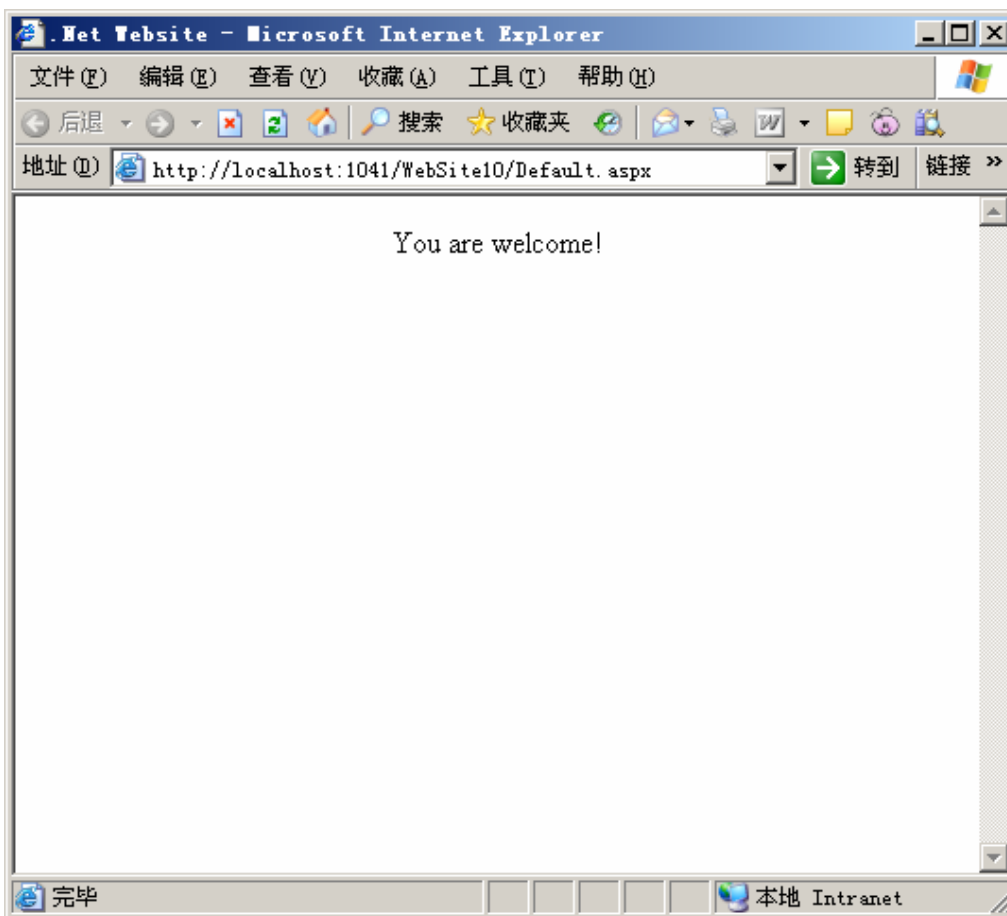 .Net Website - Microsoft Internet Explorer
文件(F) 编辑(E) 查看(V) 收藏(A) 工具(T) 帮助(H)
后退 搜索 收藏夹
地址(D) http://localhost:1041/WebSite10/Default.aspx 转到 链接 »
You are welcome!
完毕 本地 Intranet